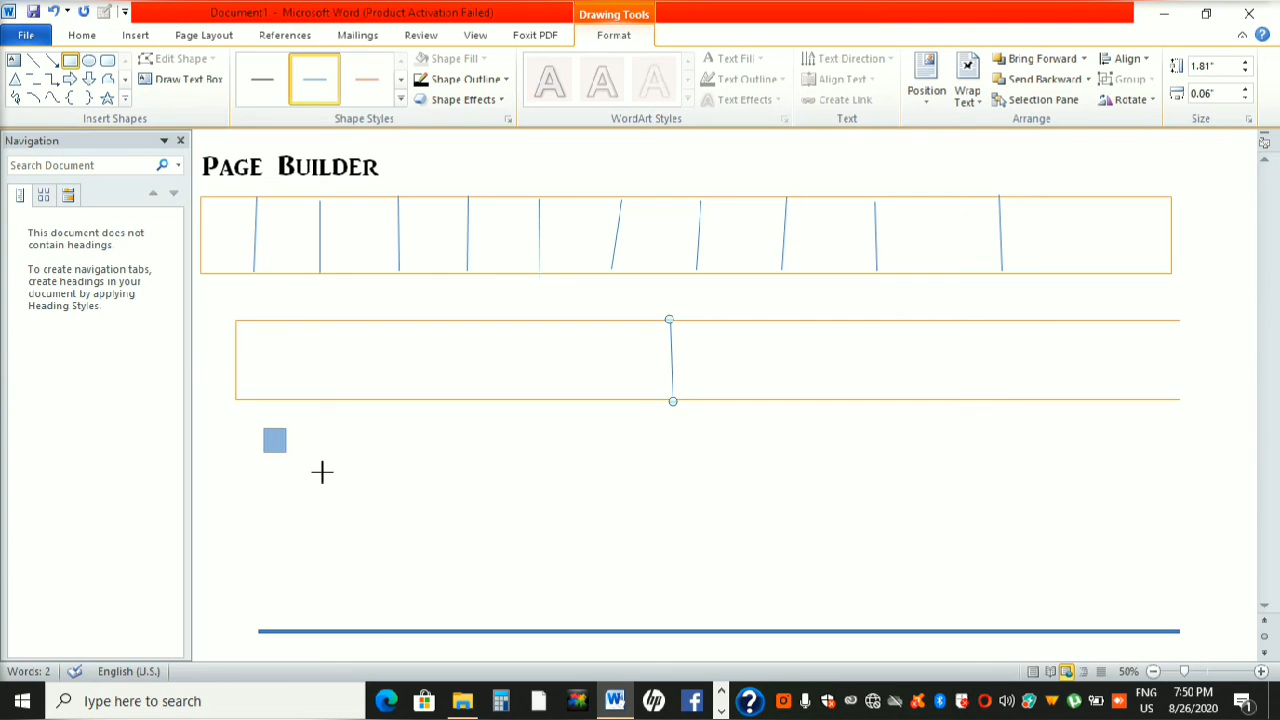 Document1 - Microsoft Word (Product Activation Failed)
Drawing Tools
File
Home
Insert
Page Layout
References
Mailings
Review
View
Foxit PDF
Format
Edit Shape
Draw Text Box
Insert Shapes
Shape Fill
Shape Outline
Shape Effects
Shape Styles
A A A
Text Fill
Text Outline
Text Effects
WordArt Styles
Text Direction
Align Text
Create Link
Text
Position
Wrap Text
Bring Forward
Send Backward
Selection Pane
Align
Group
Rotate
Arrange
1.81"
0.06"
Size
Navigation
Search Document
This document does not
contain headings.
To create navigation tabs,
create headings in your
document by applying
Heading Styles.
Page Builder
Words: 2
English (U.S.)
50%
Type here to search
ENG
US
7:50 PM
8/26/2020